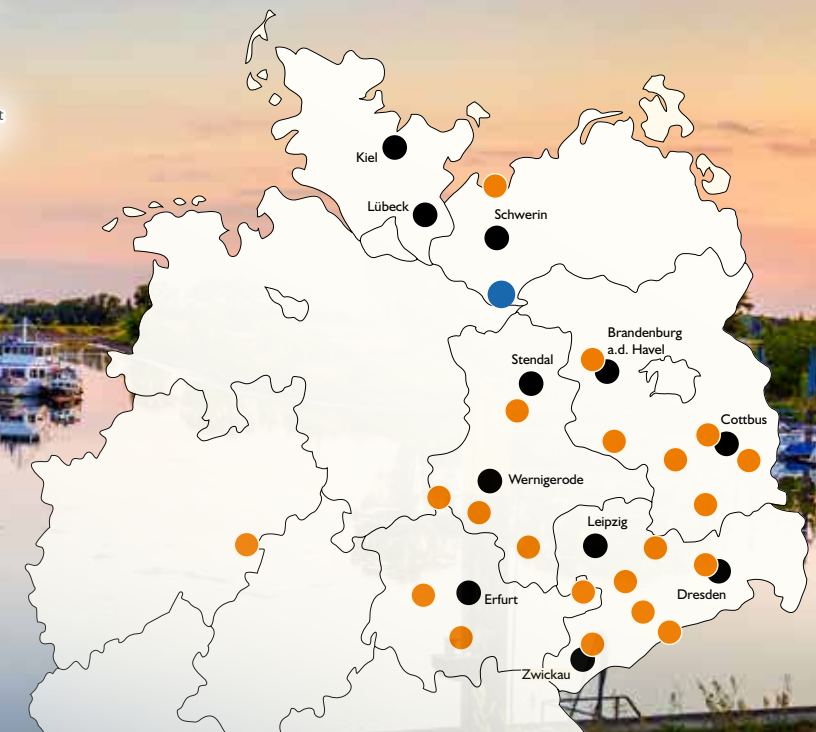 t
Kiel
Lübeck
Schwerin
Brandenburg
a.d. Havel
Stendal
Cottbus
Wernigerode
Leipzig
Dresden
Erfurt
Zwickau